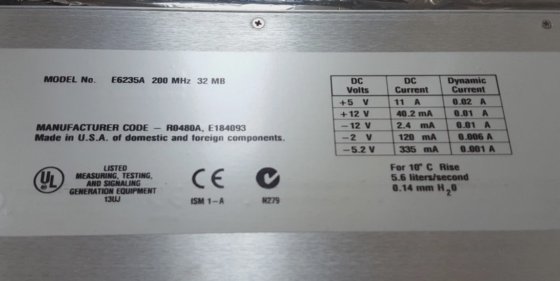 MODEL No. E6235A 200 MHz 32 MB
MANUFACTURER CODE - R0480A, E184093
Made in U.S.A. of domestic and foreign components.
UL
LISTED
MEASURING, TESTING,
AND SIGNALING
GENERATION EQUIPMENT
13UJ
CE
ISM 1-A
N279
DC Volts DC Current Dynamic Current
+5 V 11 A 0.02 A
+12 V 40.2 mA 0.01 A
-12 V 2.4 mA 0.01 A
-2 V 120 mA 0.006 A
-5.2 V 335 mA 0.001 A
For 10° C Rise
5.6 liters/second
0.14 mm H₂0